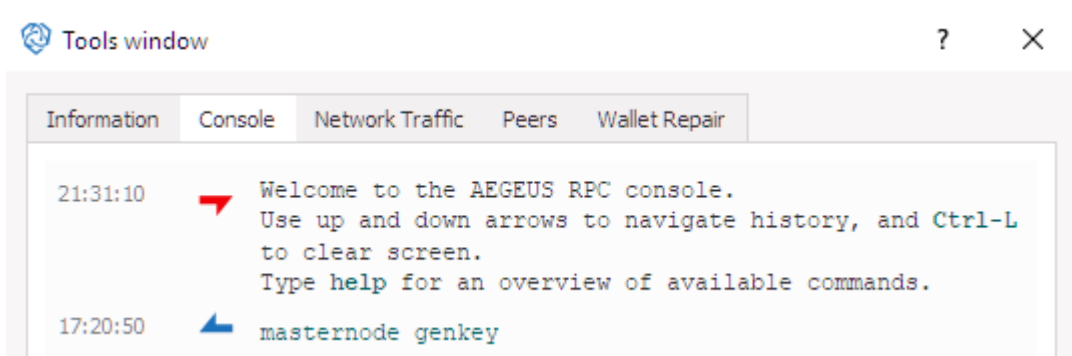 Tools window ? ×
Information Console Network Traffic Peers Wallet Repair
21:31:10 Welcome to the AEGEUS RPC console.
Use up and down arrows to navigate history, and Ctrl-L
to clear screen.
Type help for an overview of available commands.
17:20:50 masternode genkey